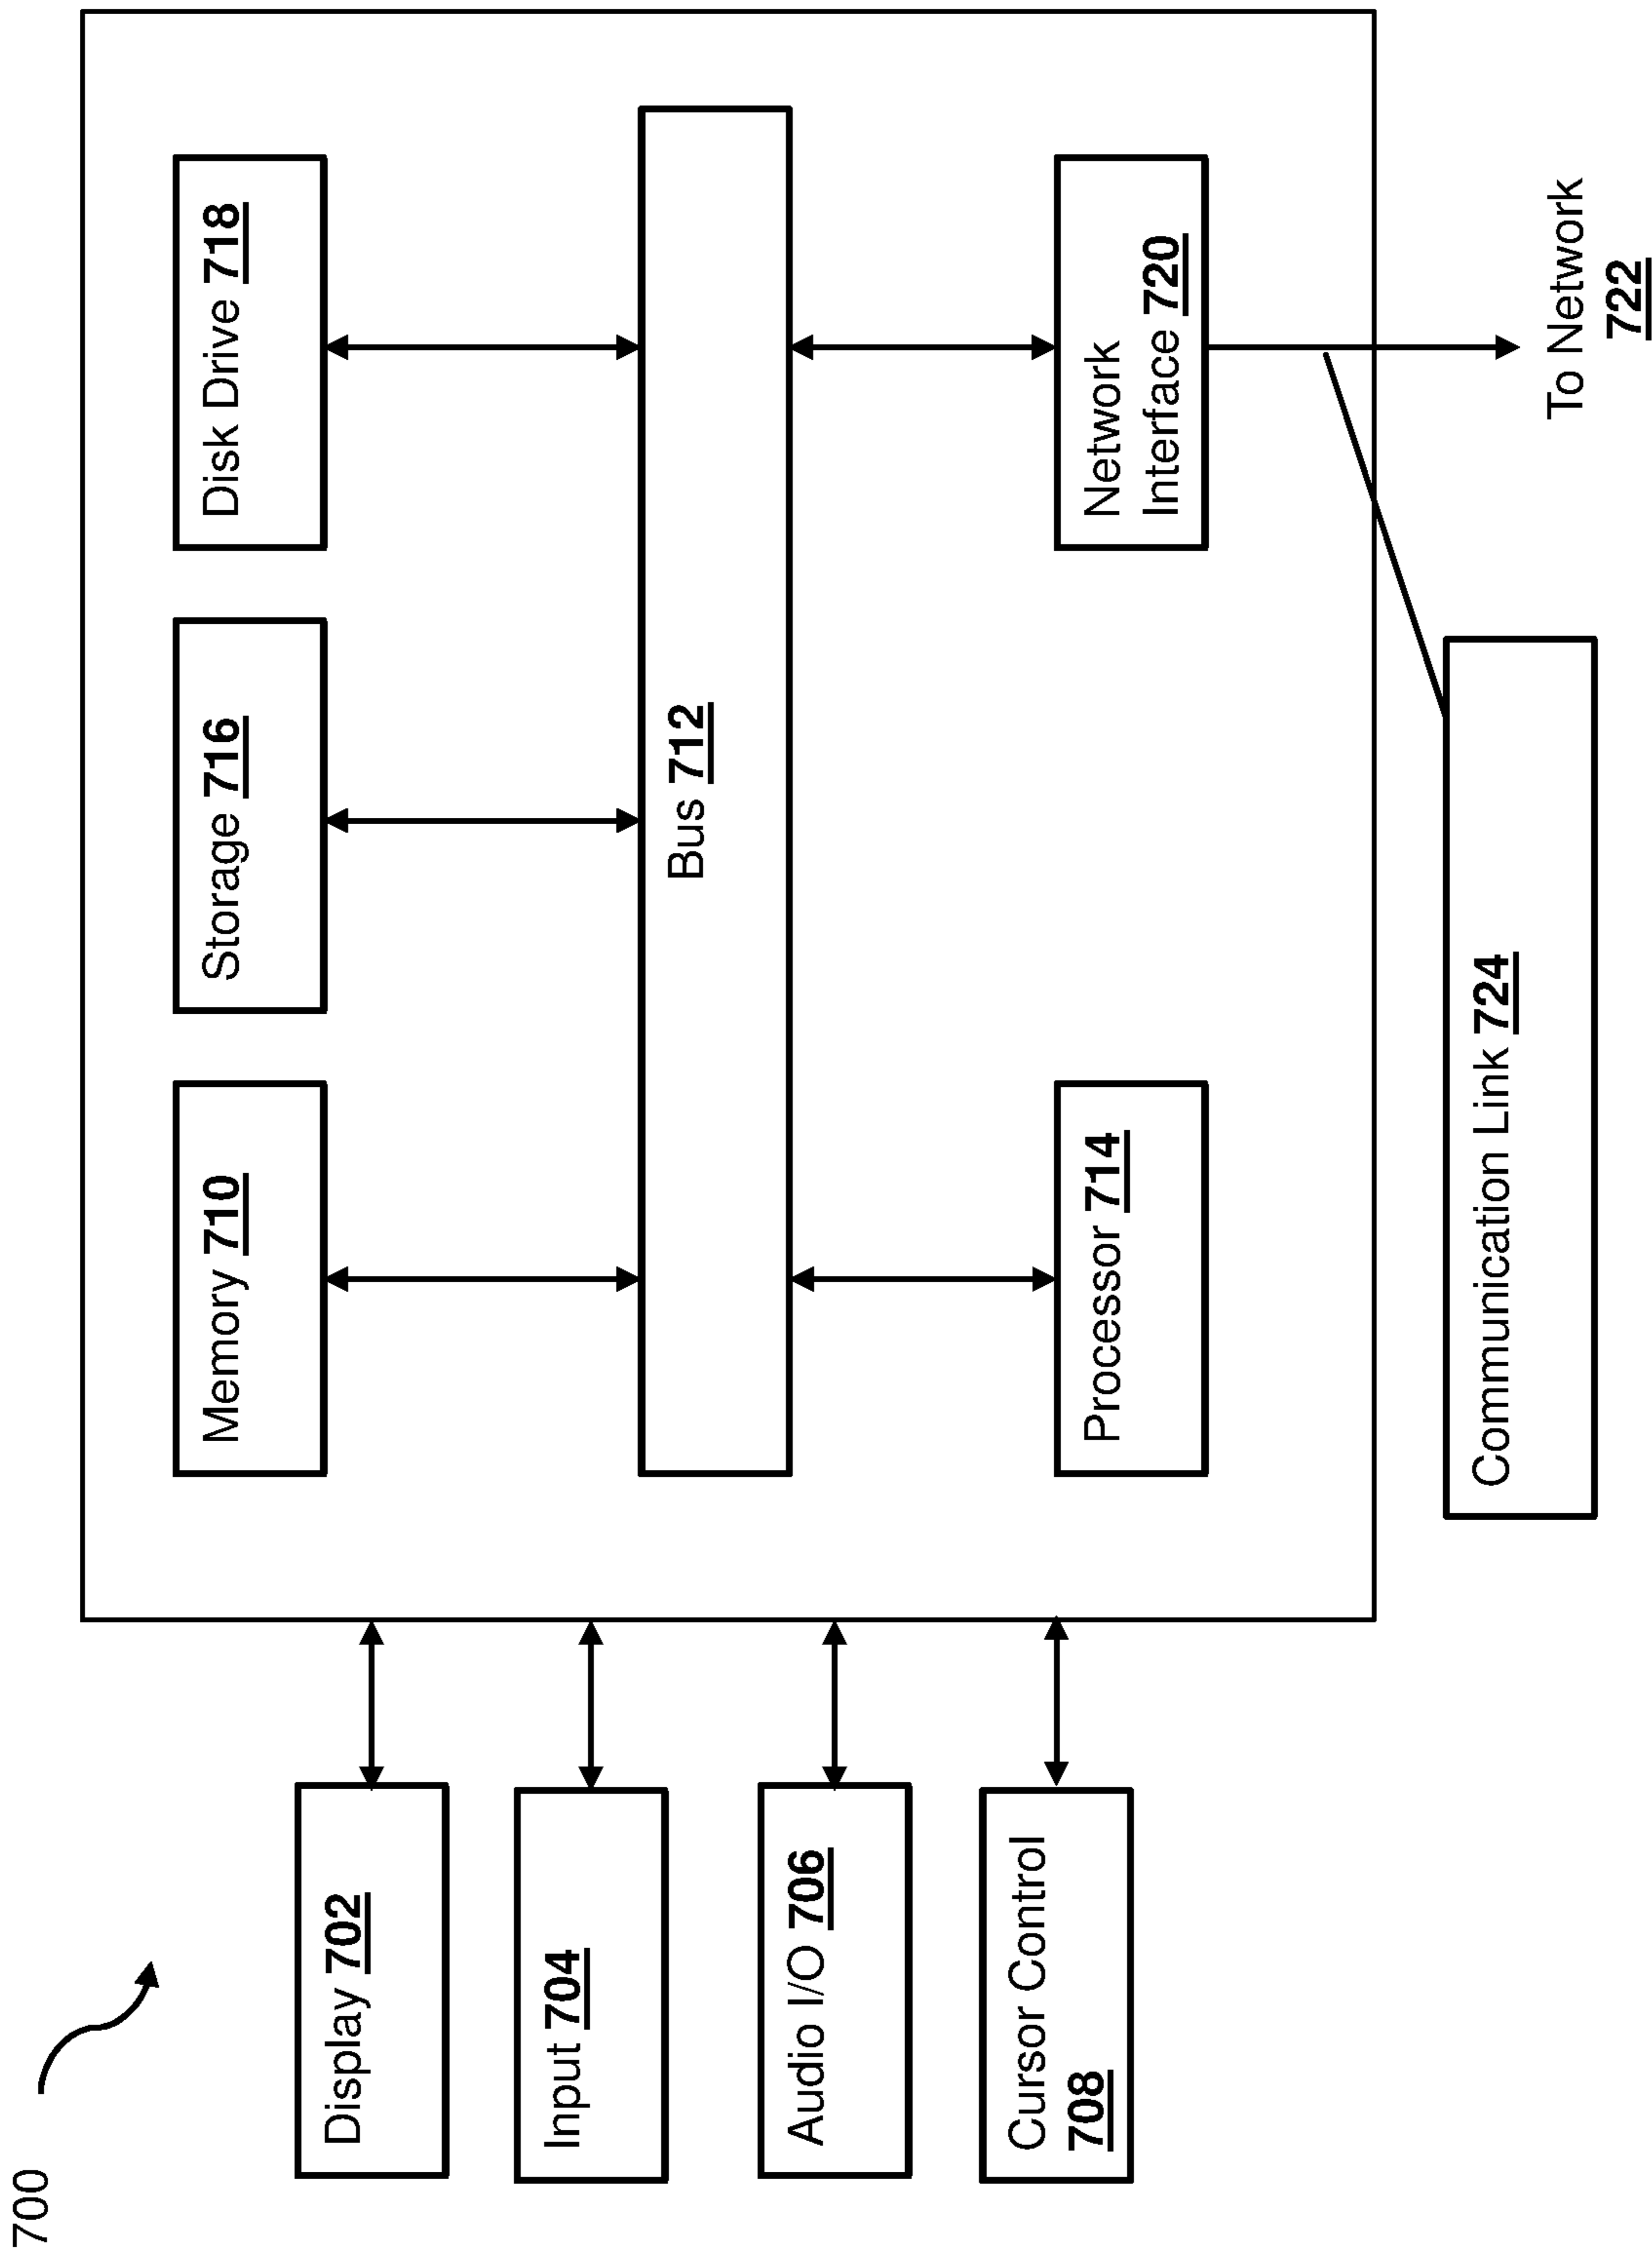 700
Display 702
Input 704
Audio I/O 706
Cursor Control
708
Memory 710
Storage 716
Disk Drive 718
Bus 712
Processor 714
Network
Interface 720
Communication Link 724
To Network
722